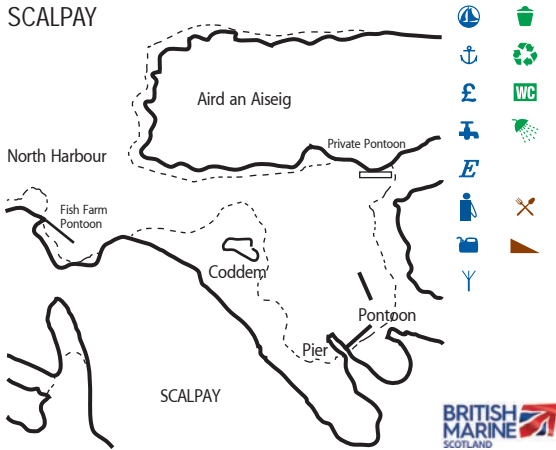 SCALPAY
Aird an Aiseig
Private Pontoon
North Harbour
Fish Farm
Pontoon
Coddem
Pontoon
Pier
SCALPAY
£
WC
E
BRITISH
MARINE
SCOTLAND